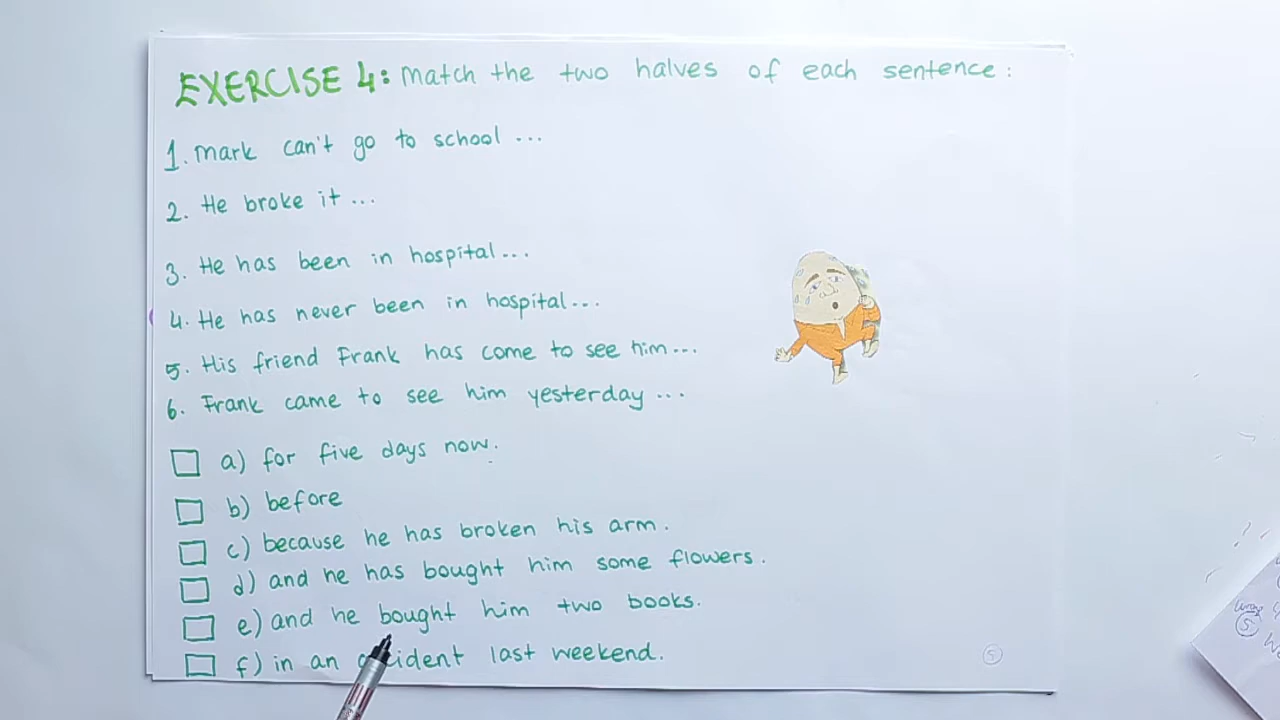 EXERCISE 4: Match the two halves of each sentence:
1. Mark can't go to school ...
2. He broke it ...
3. He has been in hospital ...
4. He has never been in hospital ...
5. His friend Frank has come to see him ...
6. Frank came to see him yesterday ...
a) for five days now.
b) before
c) because he has broken his arm.
d) and he has bought him some flowers.
e) and he bought him two books.
f) in an accident last weekend.
5
5